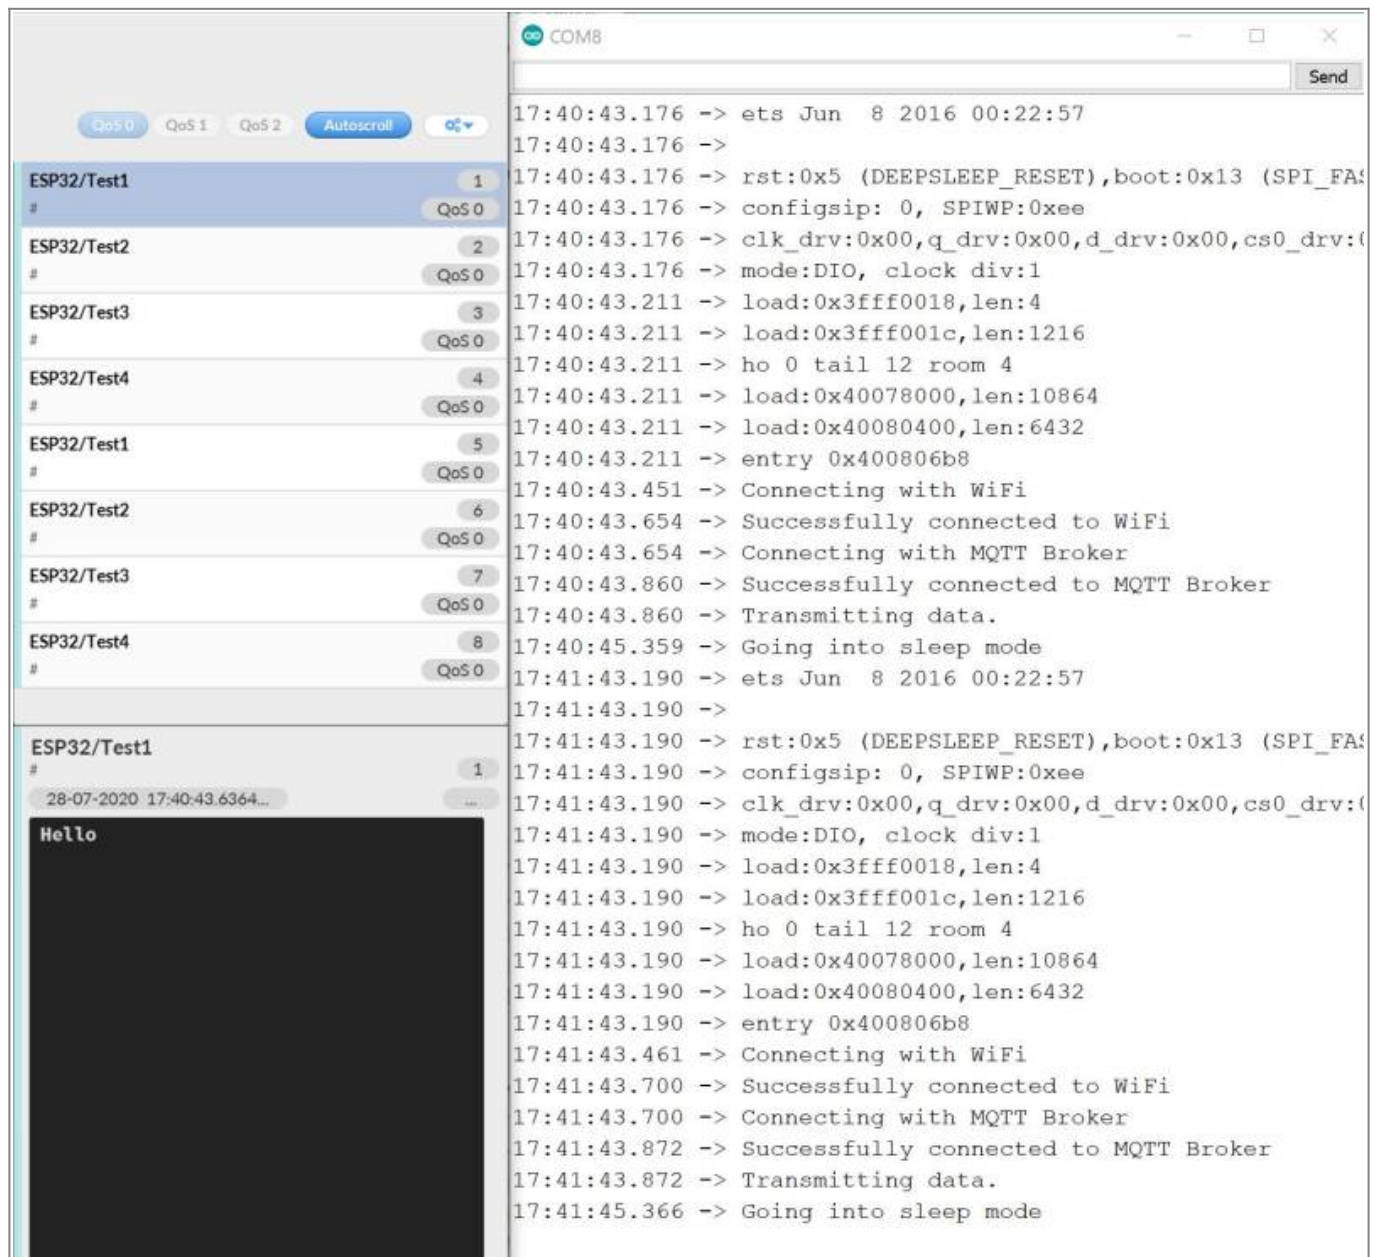 QoS 0 QoS 1 QoS 2 Autoscroll
ESP32/Test1 1
# QoS 0
ESP32/Test2 2
# QoS 0
ESP32/Test3 3
# QoS 0
ESP32/Test4 4
# QoS 0
ESP32/Test1 5
# QoS 0
ESP32/Test2 6
# QoS 0
ESP32/Test3 7
# QoS 0
ESP32/Test4 8
# QoS 0
ESP32/Test1
# 1
28-07-2020 17:40:43.6364... ...
Hello
COM8
Send
17:40:43.176 -> ets Jun  8 2016 00:22:57
17:40:43.176 ->
17:40:43.176 -> rst:0x5 (DEEPSLEEP_RESET),boot:0x13 (SPI_FAS
17:40:43.176 -> configsip: 0, SPIWP:0xee
17:40:43.176 -> clk_drv:0x00,q_drv:0x00,d_drv:0x00,cs0_drv:
17:40:43.176 -> mode:DIO, clock div:1
17:40:43.211 -> load:0x3fff0018,len:4
17:40:43.211 -> load:0x3fff001c,len:1216
17:40:43.211 -> ho 0 tail 12 room 4
17:40:43.211 -> load:0x40078000,len:10864
17:40:43.211 -> load:0x40080400,len:6432
17:40:43.211 -> entry 0x400806b8
17:40:43.451 -> Connecting with WiFi
17:40:43.654 -> Successfully connected to WiFi
17:40:43.654 -> Connecting with MQTT Broker
17:40:43.860 -> Successfully connected to MQTT Broker
17:40:43.860 -> Transmitting data.
17:40:45.359 -> Going into sleep mode
17:41:43.190 -> ets Jun  8 2016 00:22:57
17:41:43.190 ->
17:41:43.190 -> rst:0x5 (DEEPSLEEP_RESET),boot:0x13 (SPI_FAS
17:41:43.190 -> configsip: 0, SPIWP:0xee
17:41:43.190 -> clk_drv:0x00,q_drv:0x00,d_drv:0x00,cs0_drv:
17:41:43.190 -> mode:DIO, clock div:1
17:41:43.190 -> load:0x3fff0018,len:4
17:41:43.190 -> load:0x3fff001c,len:1216
17:41:43.190 -> ho 0 tail 12 room 4
17:41:43.190 -> load:0x40078000,len:10864
17:41:43.190 -> load:0x40080400,len:6432
17:41:43.190 -> entry 0x400806b8
17:41:43.461 -> Connecting with WiFi
17:41:43.700 -> Successfully connected to WiFi
17:41:43.700 -> Connecting with MQTT Broker
17:41:43.872 -> Successfully connected to MQTT Broker
17:41:43.872 -> Transmitting data.
17:41:45.366 -> Going into sleep mode